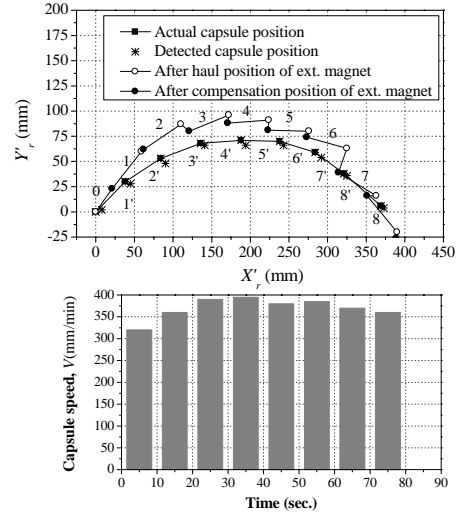 200
175
150
125
100
75
50
25
0
-25
Y'r (mm)
Actual capsule position
Detected capsule position
After haul position of ext. magnet
After compensation position of ext. magnet
0 1 2 3 4 5 6 7 8
1' 2' 3' 4' 5' 6' 7' 8'
0 50 100 150 200 250 300 350 400 450
X'r (mm)
400
350
300
250
200
150
100
50
0
Capsule speed, V(mm/min)
0 10 20 30 40 50 60 70 80 90
Time (sec.)